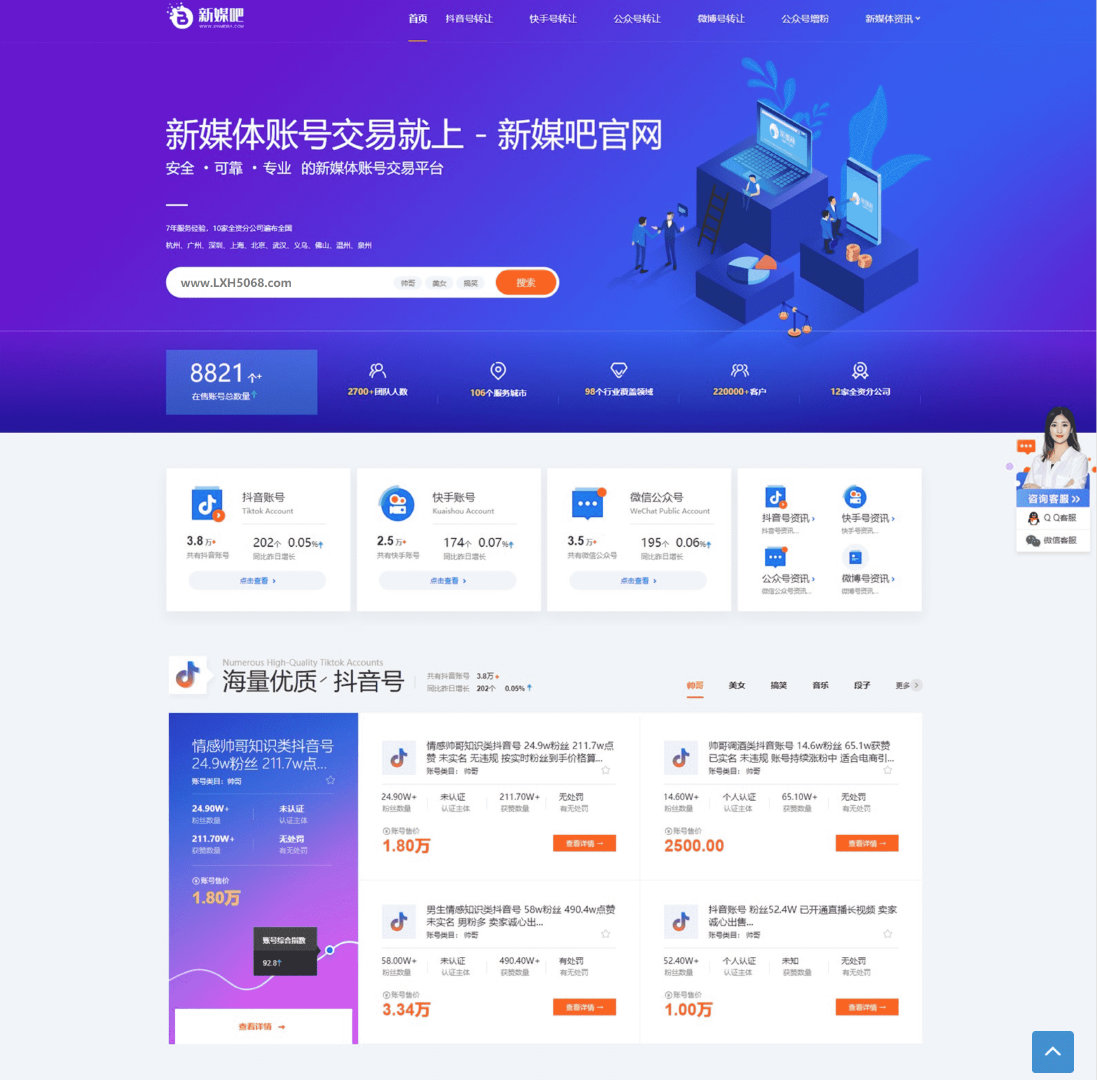 新媒吧
首页
抖音号转让
快手号转让
公众号转让
微博号转让
公众号增粉
新媒体资讯
新媒体账号交易就上 - 新媒吧官网
安全 · 可靠 · 专业 的新媒体账号交易平台
7年服务经验，10家全资分公司遍布全国
杭州、广州、深圳、上海、北京、武汉、义乌、佛山、温州、泉州
www.LXH5068.com
帅哥
美女
搞笑
搜索
8821 个+
在售账号总数量↑
2700+团队人数
106个服务城市
98个行业覆盖领域
220000+客户
12家全资分公司
咨询客服 >>
QQ客服
微信客服
抖音账号
Tiktok Account
3.8 万+
202个 0.05%↑
共有抖音账号
同比昨日增长
点击查看 >
快手账号
Kuaishou Account
2.5 万+
174个 0.07%↑
共有快手账号
同比昨日增长
点击查看 >
微信公众号
WeChat Public Account
3.5 万+
195个 0.06%↑
共有微信公众号
同比昨日增长
点击查看 >
抖音号资讯 >
抖音号资讯...
快手号资讯 >
快手号资讯...
公众号资讯 >
微信公众号资讯...
微博号资讯 >
微博号资讯...
Numerous High-Quality Tiktok Accounts
海量优质 抖音号
共有抖音账号 3.8万+
同比昨日增长 202个 0.05% ↑
帅哥
美女
搞笑
音乐
段子
更多 >
情感帅哥知识类抖音号
24.9w粉丝 211.7w点...
账号类目： 帅哥
24.90W+
粉丝数量
未认证
认证主体
211.70W+
获赞数量
无处罚
有无处罚
账号售价
1.80万
账号综合指数
92.8↑
查看详情 →
情感帅哥知识类抖音号 24.9w粉丝 211.7w点
赞 未实名 无违规 按实时粉丝到手价格算...
账号类目： 帅哥
24.90W+
粉丝数量
未认证
认证主体
211.70W+
获赞数量
无处罚
有无处罚
账号售价
1.80万
查看详情 →
帅哥调酒类抖音账号 14.6w粉丝 65.1w获赞
已实名 未违规 账号持续涨粉中 适合电商引...
账号类目： 帅哥
14.60W+
粉丝数量
个人认证
认证主体
65.10W+
获赞数量
无处罚
有无处罚
账号售价
2500.00
查看详情 →
男生情感知识类抖音号 58w粉丝 490.4w点赞
未实名 男粉多 卖家诚心出...
账号类目： 帅哥
58.00W+
粉丝数量
未认证
认证主体
490.40W+
获赞数量
有处罚
有无处罚
账号售价
3.34万
查看详情 →
抖音账号 粉丝52.4W 已开通直播长视频 卖家
诚心出售...
账号类目： 帅哥
52.40W+
粉丝数量
个人认证
认证主体
未知
获赞数量
无处罚
有无处罚
账号售价
1.00万
查看详情 →